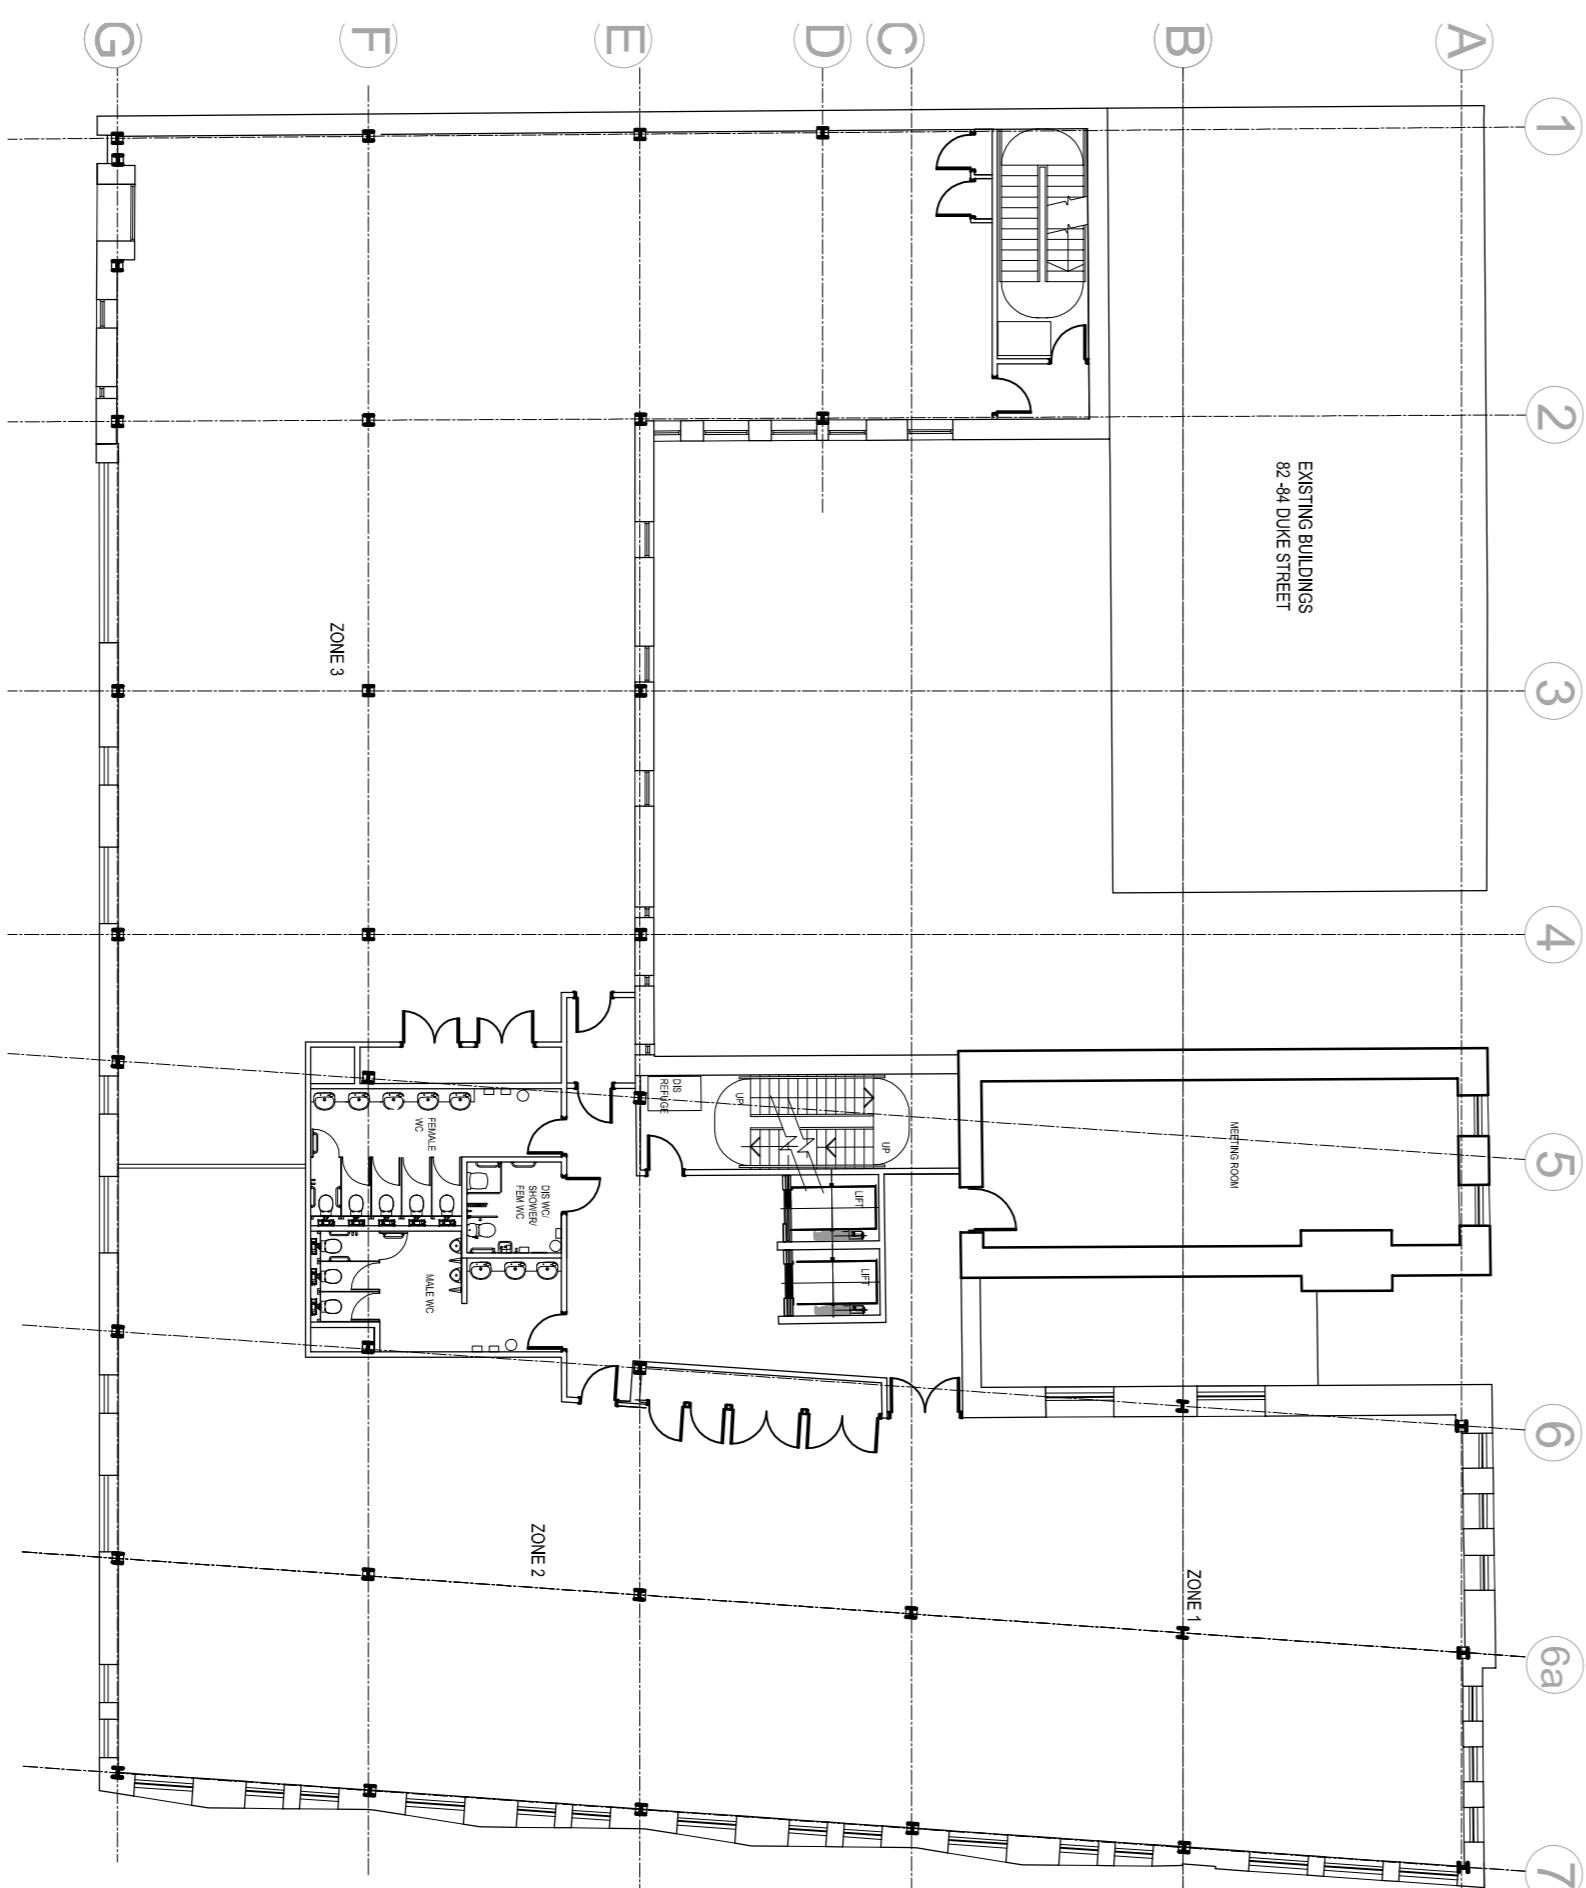 G
F
E
D
C
B
A
1
2
3
4
5
6
6a
7
EXISTING BUILDINGS
82 -84 DUKE STREET
ZONE 3
DIS
REFUGE
UP
UP
MEETING ROOM
FEMALE
WC
DIS WC/
SHOWER/
FEM WC
LIFT
LIFT
MALE WC
ZONE 2
ZONE 1